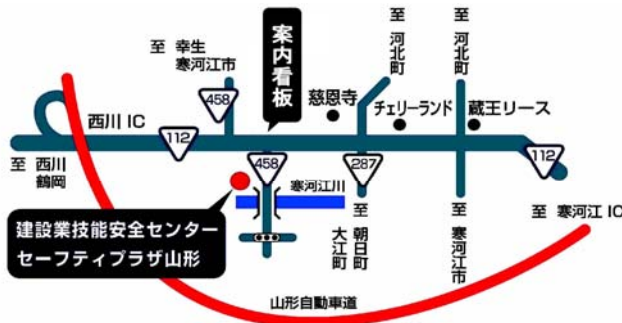 至 幸生
寒河江市
458
案内看板
至 河北町
至 河北町
慈恩寺
チェリーランド
蔵王リース
西川 IC
112
458
287
112
至 西川
鶴岡
寒河江川
建設業技能安全センター
セーフティプラザ山形
至 朝日町
大江町
至 寒河江市
至 寒河江 IC
山形自動車道